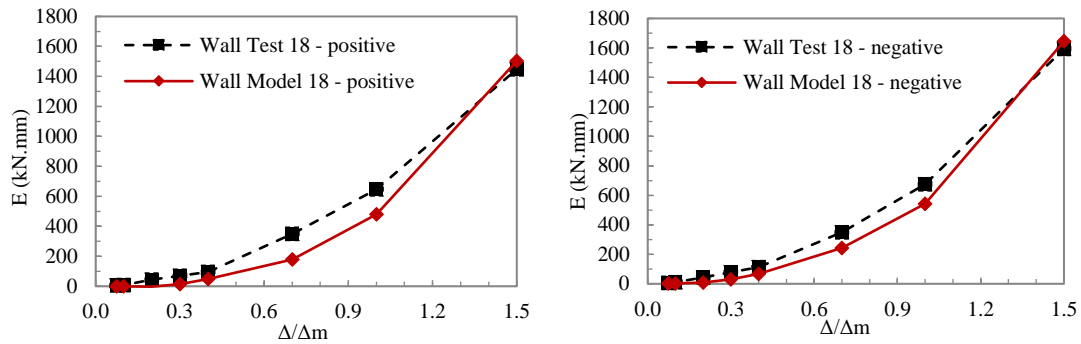 1800
1600
1400
1200
1000
800
600
400
200
0
E (kN.mm)
Wall Test 18 - positive
Wall Model 18 - positive
0.0 0.3 0.6 0.9 1.2 1.5
Δ/Δm
1800
1600
1400
1200
1000
800
600
400
200
0
E (kN.mm)
Wall Test 18 - negative
Wall Model 18 - negative
0.0 0.3 0.6 0.9 1.2 1.5
Δ/Δm